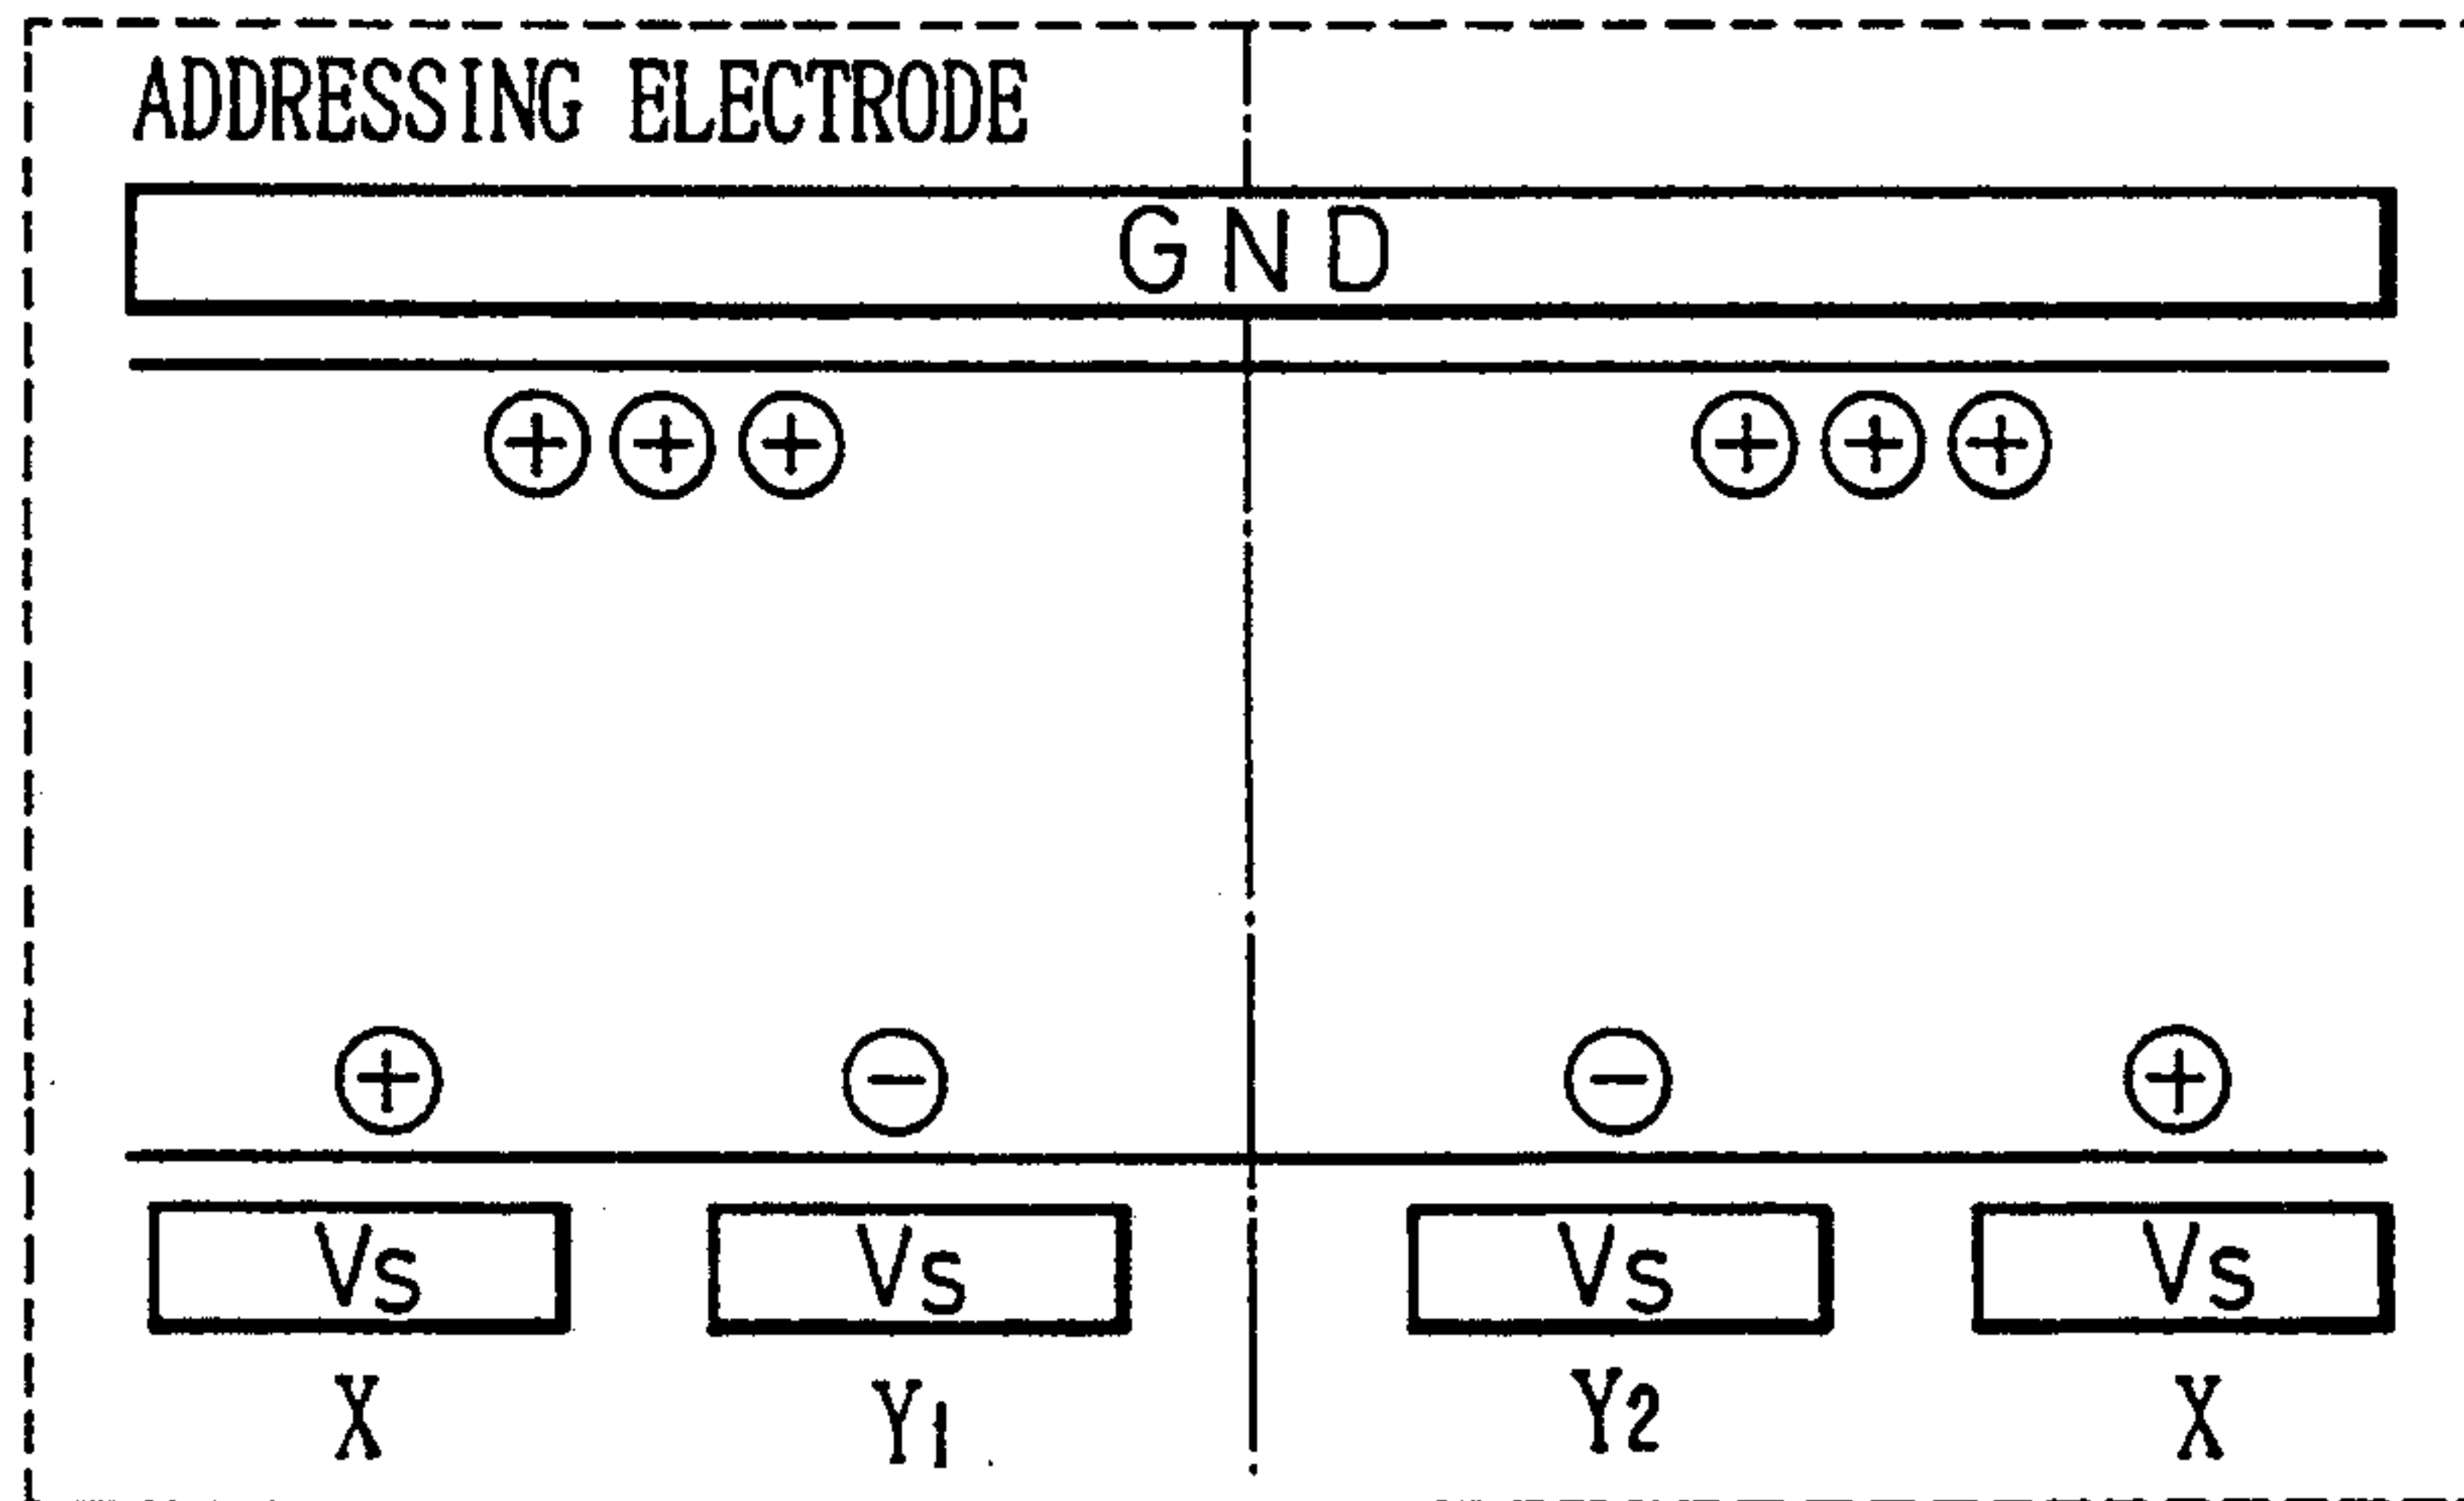 ADDRESSING ELECTRODE
GND
⊕⊕⊕ ⊕⊕⊕
⊕ ⊖ ⊖ ⊕
Vs Vs Vs Vs
X Y1 Y2 X